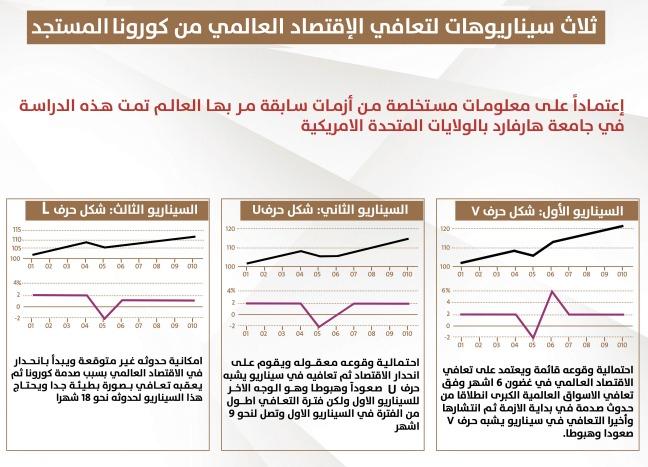 ثلاث سيناريوهات لتعافي الإقتصاد العالمي من كورونا المستجد
إعتماداً على معلومات مستخلصة من أزمات سابقة مر بها العالم تمت هذه الدراسة
في جامعة هارفارد بالولايات المتحدة الامريكية
السيناريو الأول: شكل حرف V
120
110
100
01 02 03 04 05 06 07 08 09 010
6%
4
2
0
-2
01 02 03 04 05 06 07 08 09 010
احتمالية وقوعه قائمة ويعتمد على تعافي
الاقتصاد العالمي في غضون 6 اشهر وفق
تعافي الاسواق العالمية الكبرى انطلاقا من
حدوث صدمة في بداية الازمة ثم انتشارها
وأخيرا التعافي في سيناريو يشبه حرف V
صعودا وهبوطا.
السيناريو الثاني: شكل حرفU
120
110
100
01 02 03 04 05 06 07 08 09 010
4%
2
0
-2
01 02 03 04 05 06 07 08 09 010
احتمالية وقوعه معقوله ويقوم على
انحدار الاقتصاد ثم تعافيه في سيناريو يشبه
حرف U صعوداً وهبوطا وهو الوجه الاخر
للسيناريو الاول ولكن فترة التعافي اطول
من الفترة في السيناريو الاول وتصل لنحو 9
اشهر
السيناريو الثالث: شكل حرف L
115
110
105
100
01 02 03 04 05 06 07 08 09 010
4%
2
0
-2
01 02 03 04 05 06 07 08 09 010
امكانية حدوثه غير متوقعة ويبدأ بانحدار
في الاقتصاد العالمي بسبب صدمة كورونا ثم
يعقبه تعافي بصورة بطيئة جدا ويحتاج
هذا السيناريو لحدوثه نحو 18 شهرا